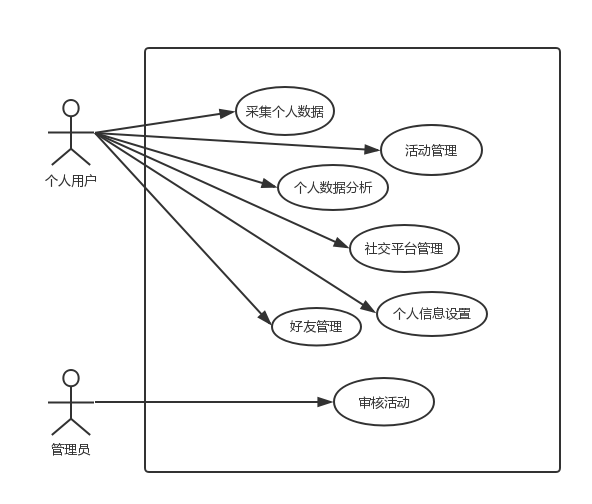 采集个人数据
活动管理
个人用户
个人数据分析
社交平台管理
个人信息设置
好友管理
审核活动
管理员